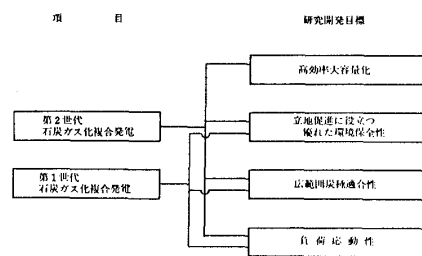 項 目
研究開発目標
高効率大容量化
第2世代
石炭ガス化複合発電
立地促進に役立つ
優れた環境保全性
第1世代
石炭ガス化複合発電
広範囲炭種適合性
負荷応動性